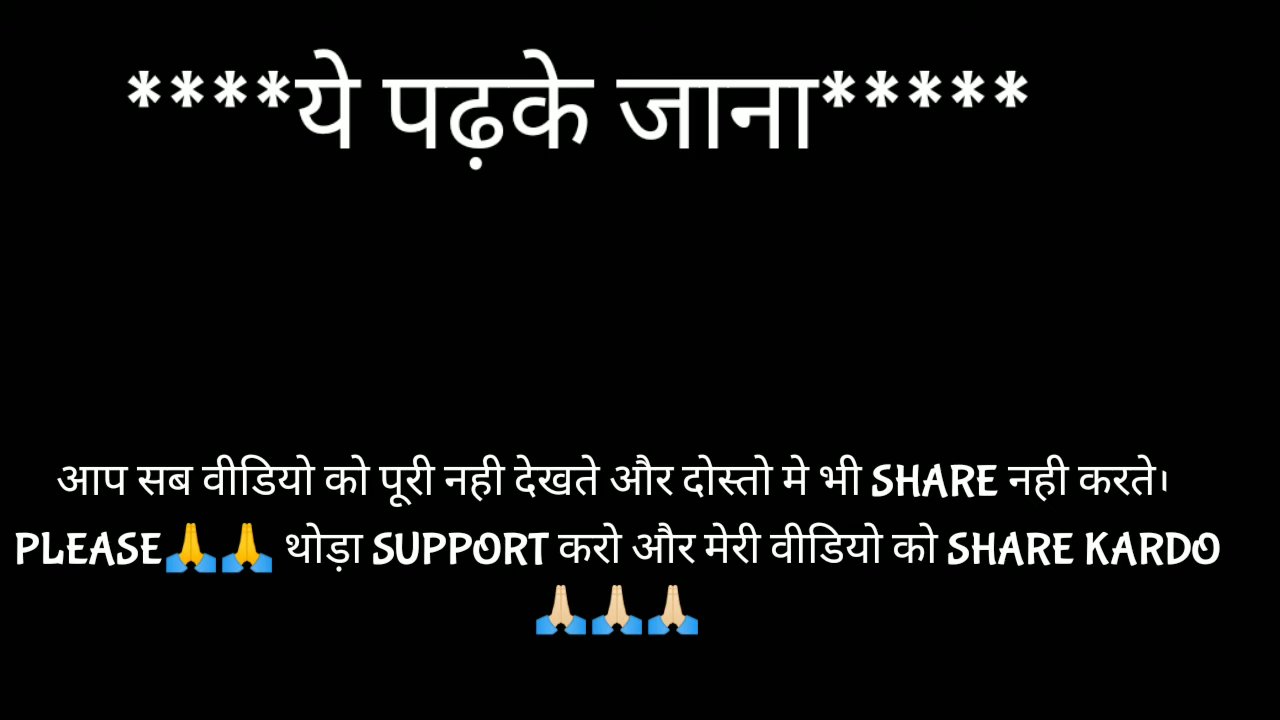 ****ये पढ़के जाना*****
आप सब वीडियो को पूरी नही देखते और दोस्तो मे भी SHARE नही करते।
PLEASE🙏🙏 थोड़ा SUPPORT करो और मेरी वीडियो को SHARE KARDO
🙏🏻🙏🏻🙏🏻